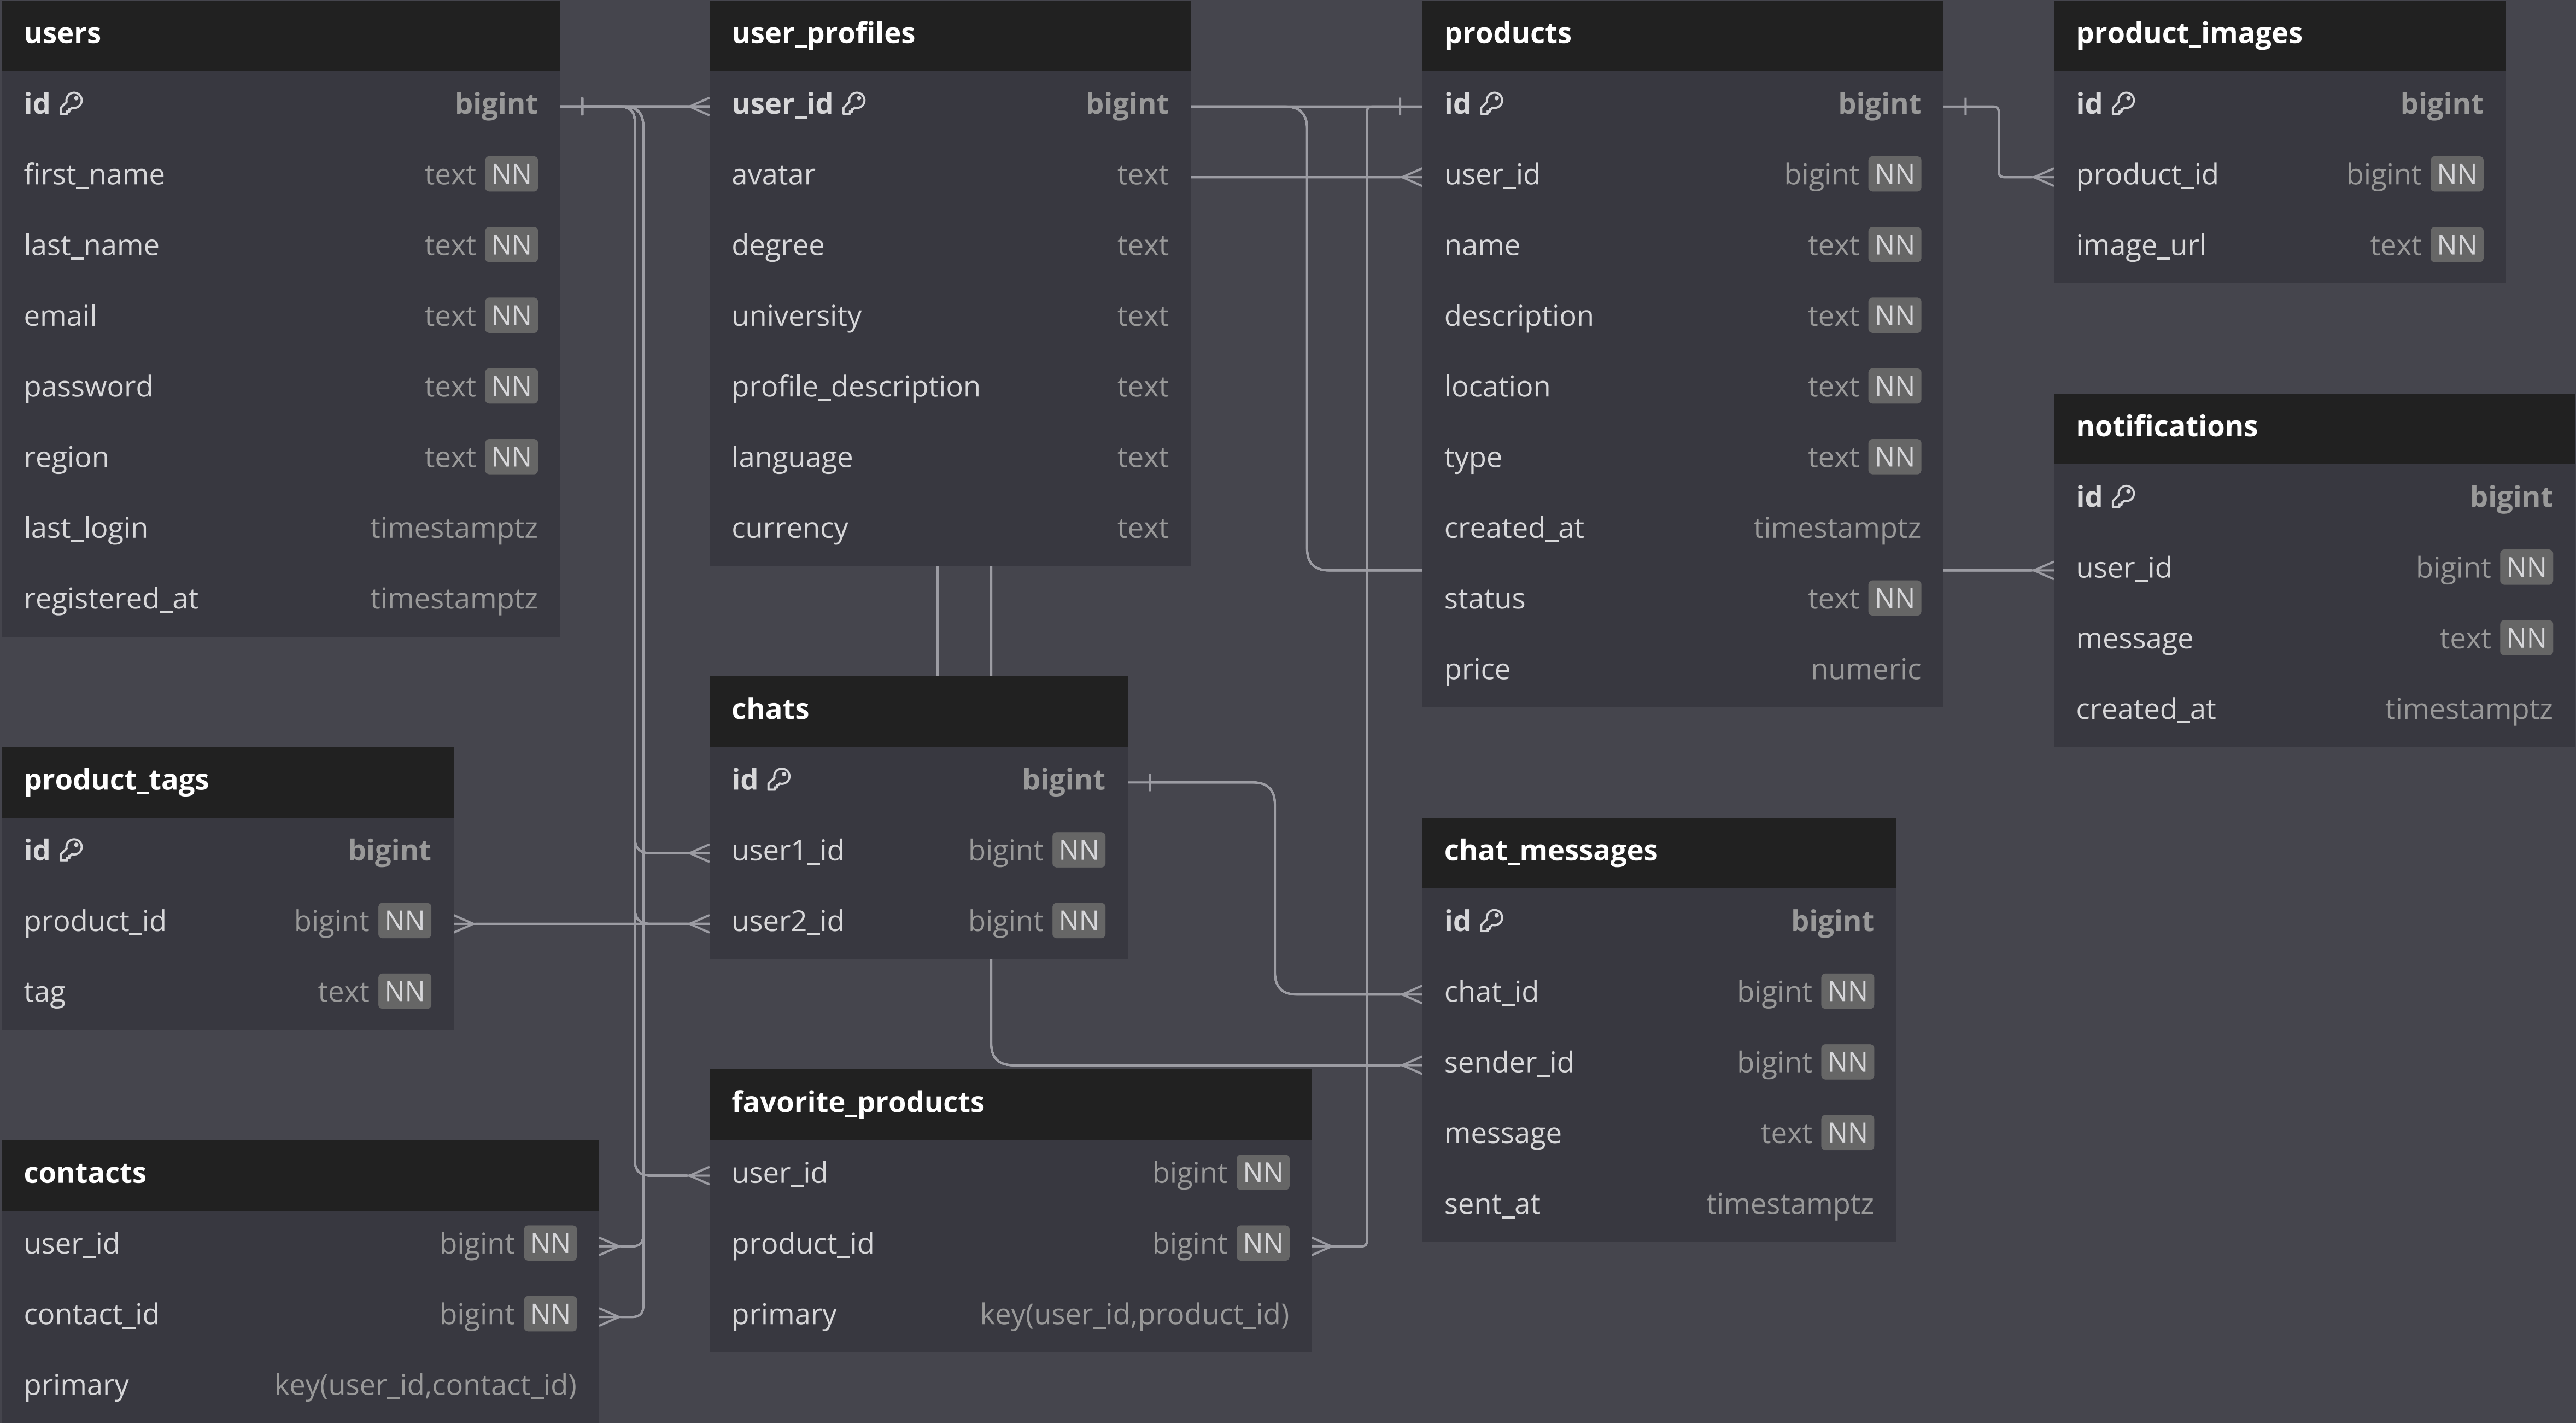 users
id bigint
first_name text NN
last_name text NN
email text NN
password text NN
region text NN
last_login timestamptz
registered_at timestamptz
user_profiles
user_id bigint
avatar text
degree text
university text
profile_description text
language text
currency text
products
id bigint
user_id bigint NN
name text NN
description text NN
location text NN
type text NN
created_at timestamptz
status text NN
price numeric
product_images
id bigint
product_id bigint NN
image_url text NN
notifications
id bigint
user_id bigint NN
message text NN
created_at timestamptz
chats
id bigint
user1_id bigint NN
user2_id bigint NN
product_tags
id bigint
product_id bigint NN
tag text NN
chat_messages
id bigint
chat_id bigint NN
sender_id bigint NN
message text NN
sent_at timestamptz
favorite_products
user_id bigint NN
product_id bigint NN
primary key(user_id,product_id)
contacts
user_id bigint NN
contact_id bigint NN
primary key(user_id,contact_id)